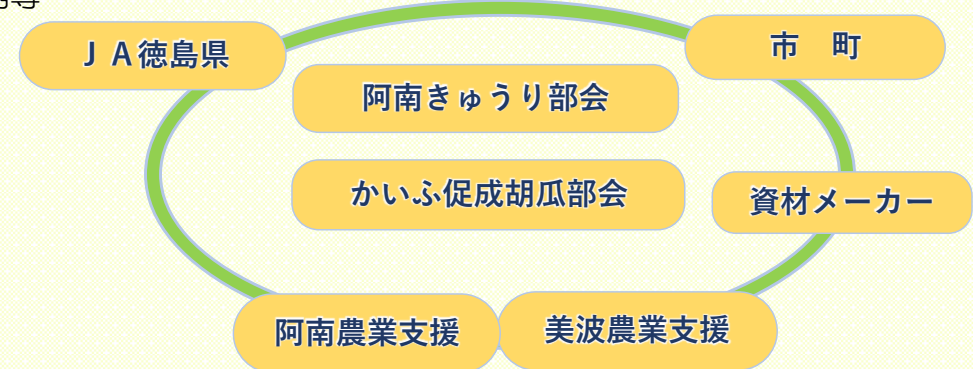 ＪＡ徳島県
市　町
阿南きゅうり部会
かいふ促成胡瓜部会
資材メーカー
阿南農業支援
美波農業支援